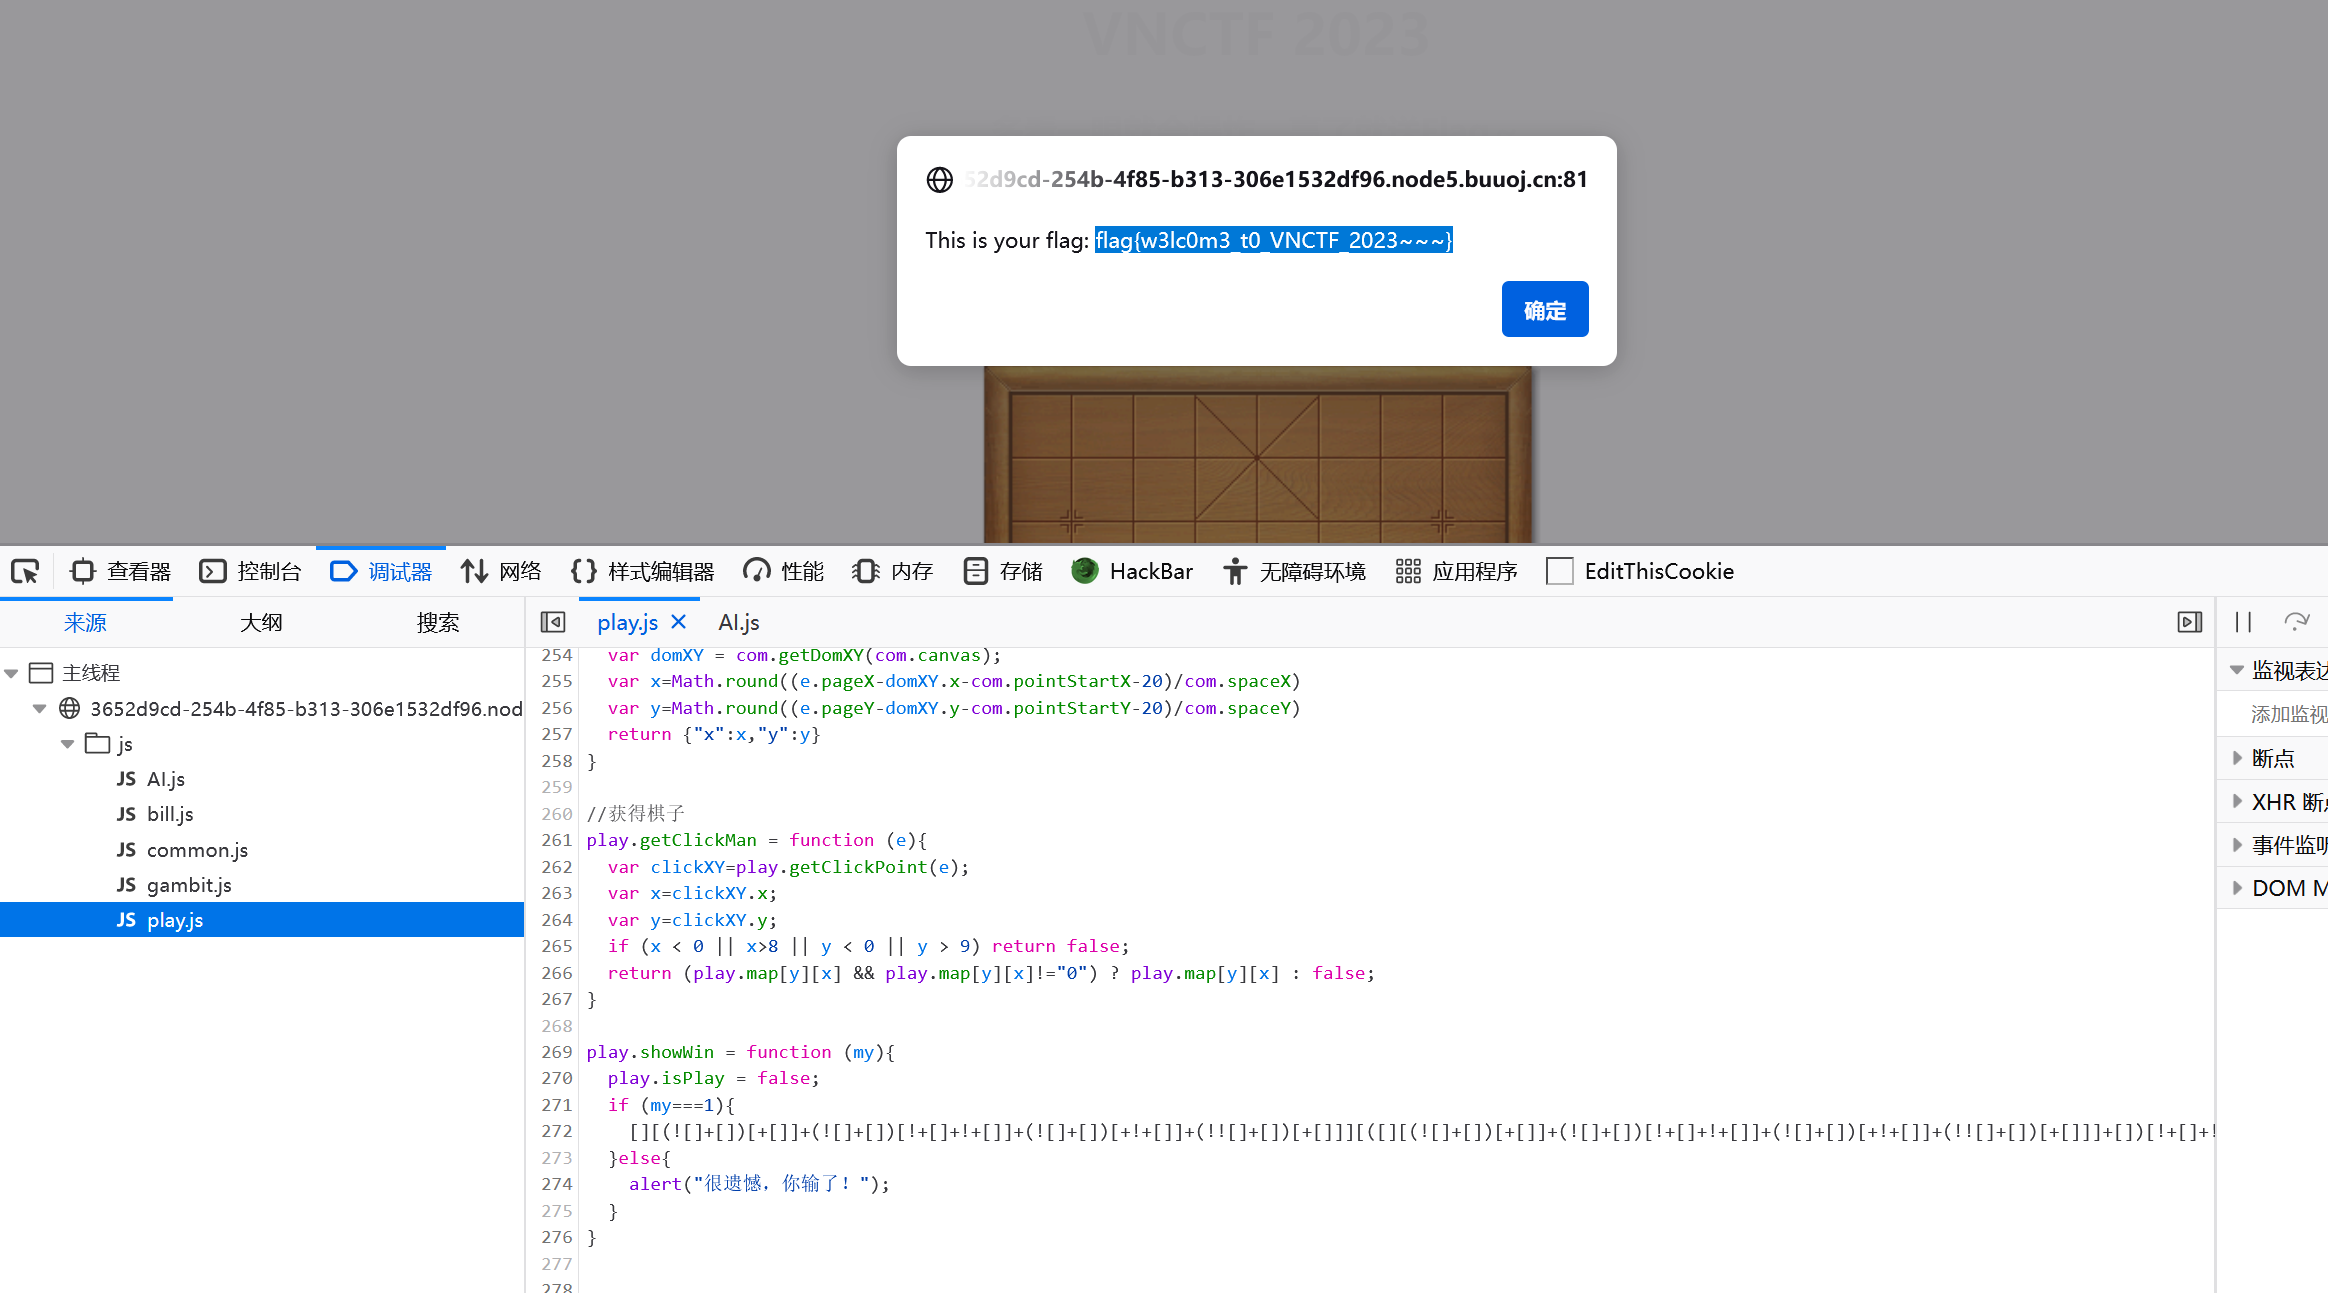 VNCTF 2023
52d9cd-254b-4f85-b313-306e1532df96.node5.buuoj.cn:81
This is your flag: flag{w3lc0m3_t0_VNCTF_2023~~~}
确定
查看器 控制台 调试器 网络 样式编辑器 性能 内存 存储 HackBar 无障碍环境 应用程序 EditThisCookie
来源 大纲 搜索
play.js AI.js
主线程
3652d9cd-254b-4f85-b313-306e1532df96.nod
js
JS AI.js
JS bill.js
JS common.js
JS gambit.js
JS play.js
254 var domXY = com.getDomXY(com.canvas);
255 var x=Math.round((e.pageX-domXY.x-com.pointStartX-20)/com.spaceX)
256 var y=Math.round((e.pageY-domXY.y-com.pointStartY-20)/com.spaceY)
257 return {"x":x,"y":y}
258 }
259
260 //获得棋子
261 play.getClickMan = function (e){
262 var clickXY=play.getClickPoint(e);
263 var x=clickXY.x;
264 var y=clickXY.y;
265 if (x < 0 || x>8 || y < 0 || y > 9) return false;
266 return (play.map[y][x] && play.map[y][x]!="0") ? play.map[y][x] : false;
267 }
268
269 play.showWin = function (my){
270 play.isPlay = false;
271 if (my===1){
272 [][(![]+[])[+[]]+(![]+[])[!+[]+!+[]]+(![]+[])[+!+[]]+(!![]+[])[+[]]][([][(![]+[])[+[]]+(![]+[])[!+[]+!+[]]+(![]+[])[+!+[]]+(!![]+[])[+[]]]+[])[!+[]+!
273 }else{
274 alert("很遗憾，你输了！");
275 }
276 }
277
278
监视表达
添加监视
断点
XHR 断点
事件监听
DOM M